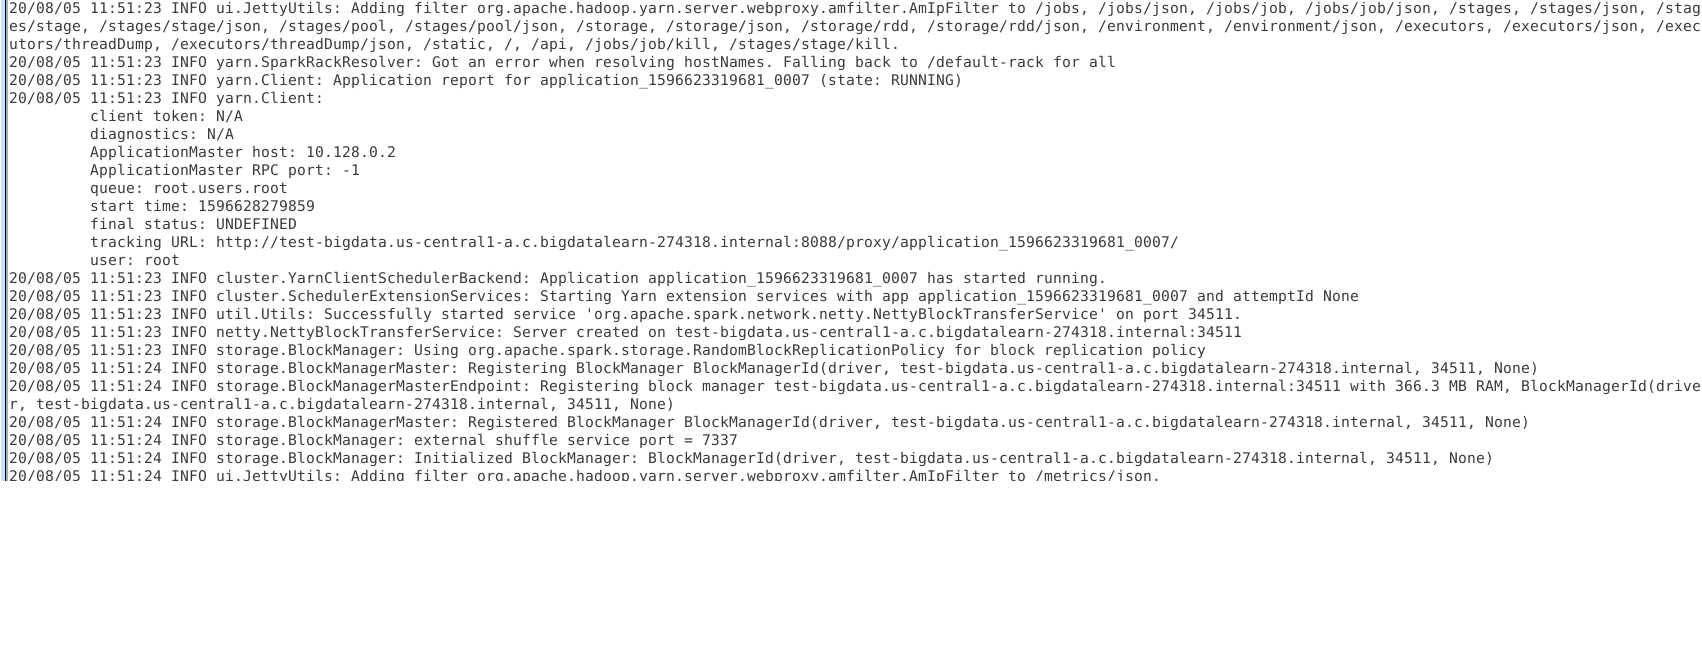 20/08/05 11:51:23 INFO ui.JettyUtils: Adding filter org.apache.hadoop.yarn.server.webproxy.amfilter.AmIpFilter to /jobs, /jobs/json, /jobs/job, /jobs/job/json, /stages, /stages/json, /stag
es/stage, /stages/stage/json, /stages/pool, /stages/pool/json, /storage, /storage/json, /storage/rdd, /storage/rdd/json, /environment, /environment/json, /executors, /executors/json, /exec
utors/threadDump, /executors/threadDump/json, /static, /, /api, /jobs/job/kill, /stages/stage/kill.
20/08/05 11:51:23 INFO yarn.SparkRackResolver: Got an error when resolving hostNames. Falling back to /default-rack for all
20/08/05 11:51:23 INFO yarn.Client: Application report for application_1596623319681_0007 (state: RUNNING)
20/08/05 11:51:23 INFO yarn.Client:
client token: N/A
diagnostics: N/A
ApplicationMaster host: 10.128.0.2
ApplicationMaster RPC port: -1
queue: root.users.root
start time: 1596628279859
final status: UNDEFINED
tracking URL: http://test-bigdata.us-central1-a.c.bigdatalearn-274318.internal:8088/proxy/application_1596623319681_0007/
user: root
20/08/05 11:51:23 INFO cluster.YarnClientSchedulerBackend: Application application_1596623319681_0007 has started running.
20/08/05 11:51:23 INFO cluster.SchedulerExtensionServices: Starting Yarn extension services with app application_1596623319681_0007 and attemptId None
20/08/05 11:51:23 INFO util.Utils: Successfully started service 'org.apache.spark.network.netty.NettyBlockTransferService' on port 34511.
20/08/05 11:51:23 INFO netty.NettyBlockTransferService: Server created on test-bigdata.us-central1-a.c.bigdatalearn-274318.internal:34511
20/08/05 11:51:23 INFO storage.BlockManager: Using org.apache.spark.storage.RandomBlockReplicationPolicy for block replication policy
20/08/05 11:51:24 INFO storage.BlockManagerMaster: Registering BlockManager BlockManagerId(driver, test-bigdata.us-central1-a.c.bigdatalearn-274318.internal, 34511, None)
20/08/05 11:51:24 INFO storage.BlockManagerMasterEndpoint: Registering block manager test-bigdata.us-central1-a.c.bigdatalearn-274318.internal:34511 with 366.3 MB RAM, BlockManagerId(drive
r, test-bigdata.us-central1-a.c.bigdatalearn-274318.internal, 34511, None)
20/08/05 11:51:24 INFO storage.BlockManagerMaster: Registered BlockManager BlockManagerId(driver, test-bigdata.us-central1-a.c.bigdatalearn-274318.internal, 34511, None)
20/08/05 11:51:24 INFO storage.BlockManager: external shuffle service port = 7337
20/08/05 11:51:24 INFO storage.BlockManager: Initialized BlockManager: BlockManagerId(driver, test-bigdata.us-central1-a.c.bigdatalearn-274318.internal, 34511, None)
20/08/05 11:51:24 INFO ui.JettyUtils: Adding filter org.apache.hadoop.yarn.server.webproxy.amfilter.AmIpFilter to /metrics/json.